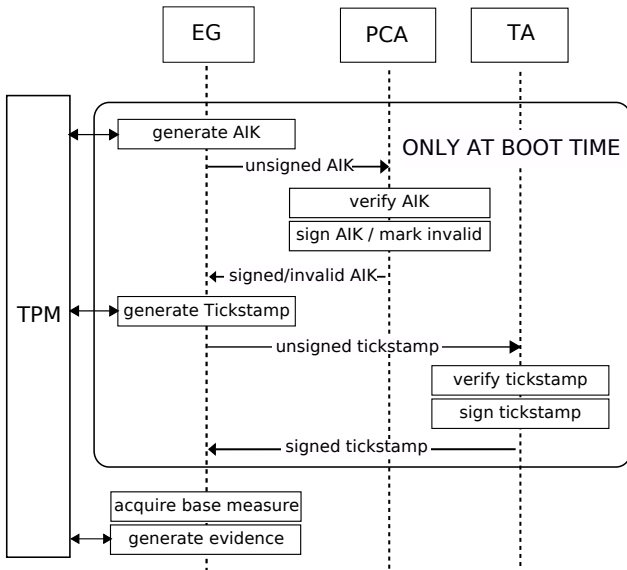 EG
PCA
TA
generate AIK
ONLY AT BOOT TIME
unsigned AIK
verify AIK
sign AIK / mark invalid
signed/invalid AIK
TPM
generate Tickstamp
unsigned tickstamp
verify tickstamp
sign tickstamp
signed tickstamp
acquire base measure
generate evidence